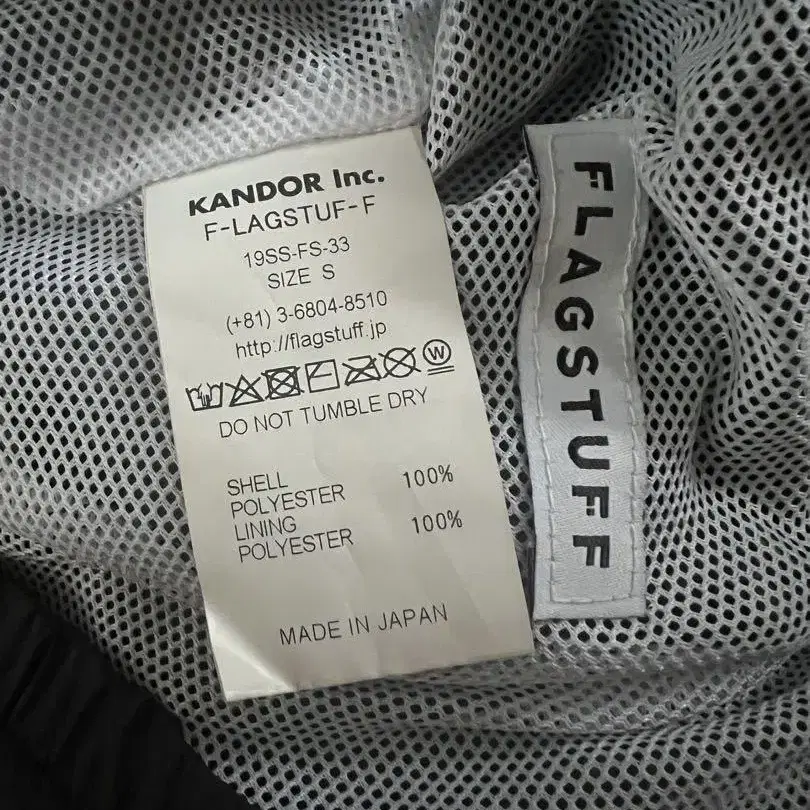 KANDOR Inc.
F-LAGSTUF-F
19SS-FS-33
SIZE S
(+81) 3-6804-8510
http://flagstuff.jp
W
DO NOT TUMBLE DRY
SHELL
POLYESTER 100%
LINING
POLYESTER 100%
MADE IN JAPAN
FLAGSTUFF